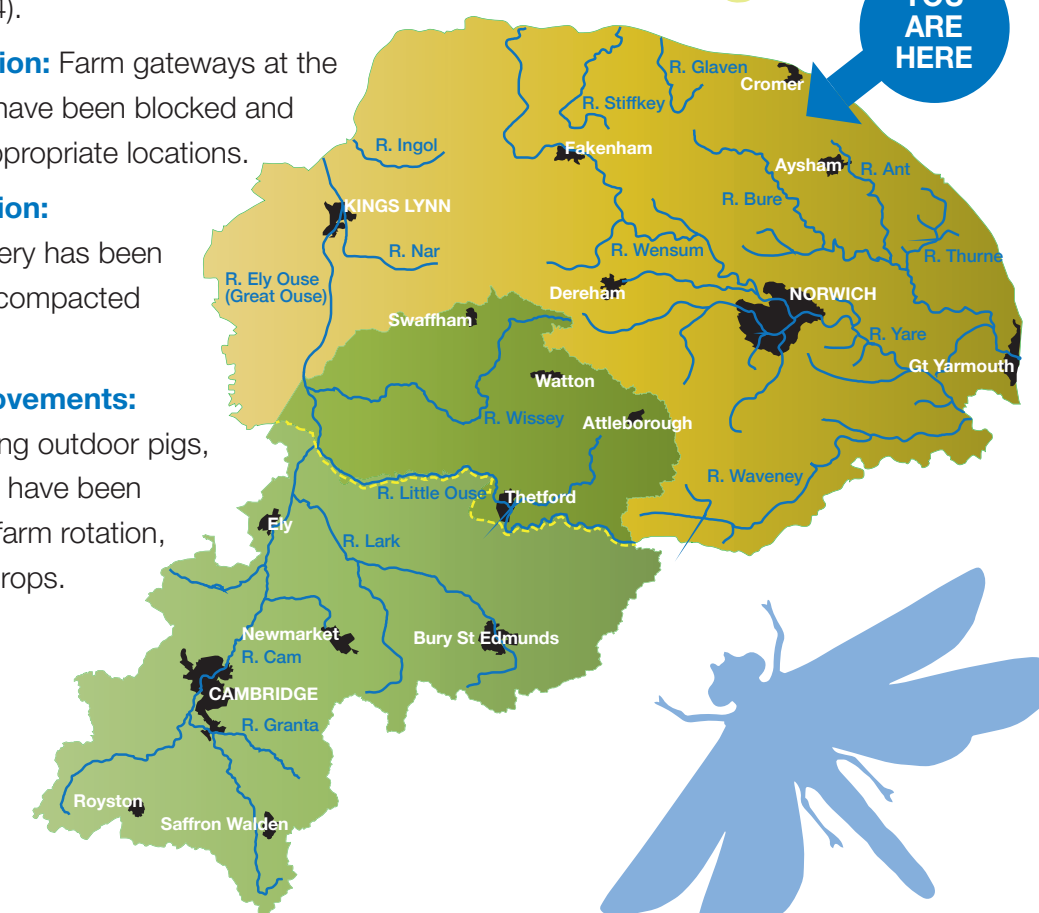 4).
ion: Farm gateways at the
have been blocked and
ppropriate locations.
ion:
ery has been
compacted
ovements:
ng outdoor pigs,
have been
farm rotation,
rops.
YOU
ARE
HERE
R. Glaven
Cromer
R. Stiffkey
R. Ingol
Fakenham
Aysham
R. Ant
KINGS LYNN
R. Bure
R. Nar
R. Wensum
R. Thurne
R. Ely Ouse
(Great Ouse)
Dereham
NORWICH
Swaffham
R. Yare
Gt Yarmouth
Watton
R. Wissey
Attleborough
R. Waveney
R. Little Ouse
Thetford
Ely
R. Lark
Newmarket
Bury St Edmunds
R. Cam
CAMBRIDGE
R. Granta
Royston
Saffron Walden